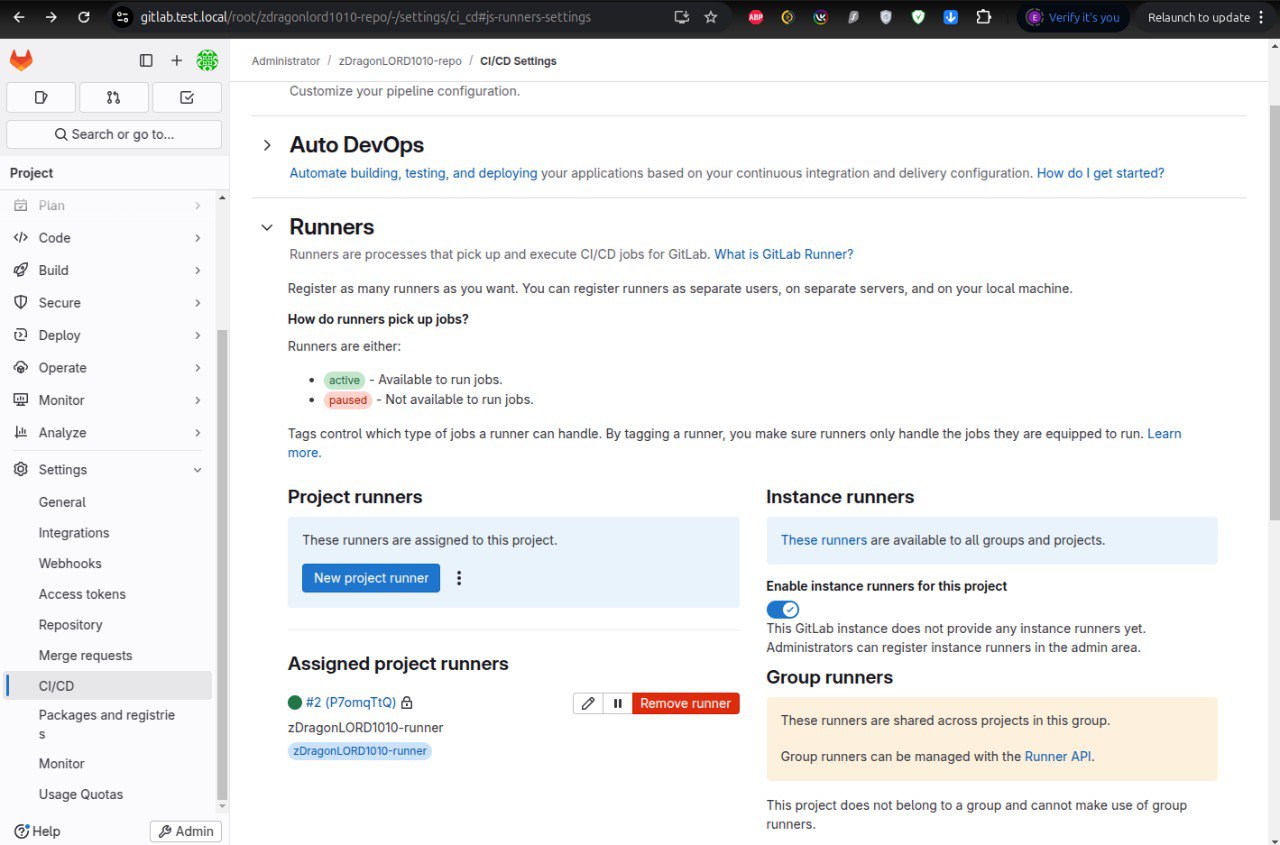 gitlab.test.local/root/zdragonlord1010-repo/-/settings/ci_cd#js-runners-settings
ABP
E Verify it's you
Relaunch to update
Search or go to...
Project
Plan
Code
Build
Secure
Deploy
Operate
Monitor
Analyze
Settings
General
Integrations
Webhooks
Access tokens
Repository
Merge requests
CI/CD
Packages and registrie
s
Monitor
Usage Quotas
Help
Admin
Administrator / zDragonLORD1010-repo / CI/CD Settings
Customize your pipeline configuration.
Auto DevOps
Automate building, testing, and deploying your applications based on your continuous integration and delivery configuration. How do I get started?
Runners
Runners are processes that pick up and execute CI/CD jobs for GitLab. What is GitLab Runner?
Register as many runners as you want. You can register runners as separate users, on separate servers, and on your local machine.
How do runners pick up jobs?
Runners are either:
• active - Available to run jobs.
• paused - Not available to run jobs.
Tags control which type of jobs a runner can handle. By tagging a runner, you make sure runners only handle the jobs they are equipped to run. Learn
more.
Project runners
These runners are assigned to this project.
New project runner
Assigned project runners
#2 (P7omqTtQ)
Remove runner
zDragonLORD1010-runner
zDragonLORD1010-runner
Instance runners
These runners are available to all groups and projects.
Enable instance runners for this project
This GitLab instance does not provide any instance runners yet.
Administrators can register instance runners in the admin area.
Group runners
These runners are shared across projects in this group.
Group runners can be managed with the Runner API.
This project does not belong to a group and cannot make use of group
runners.